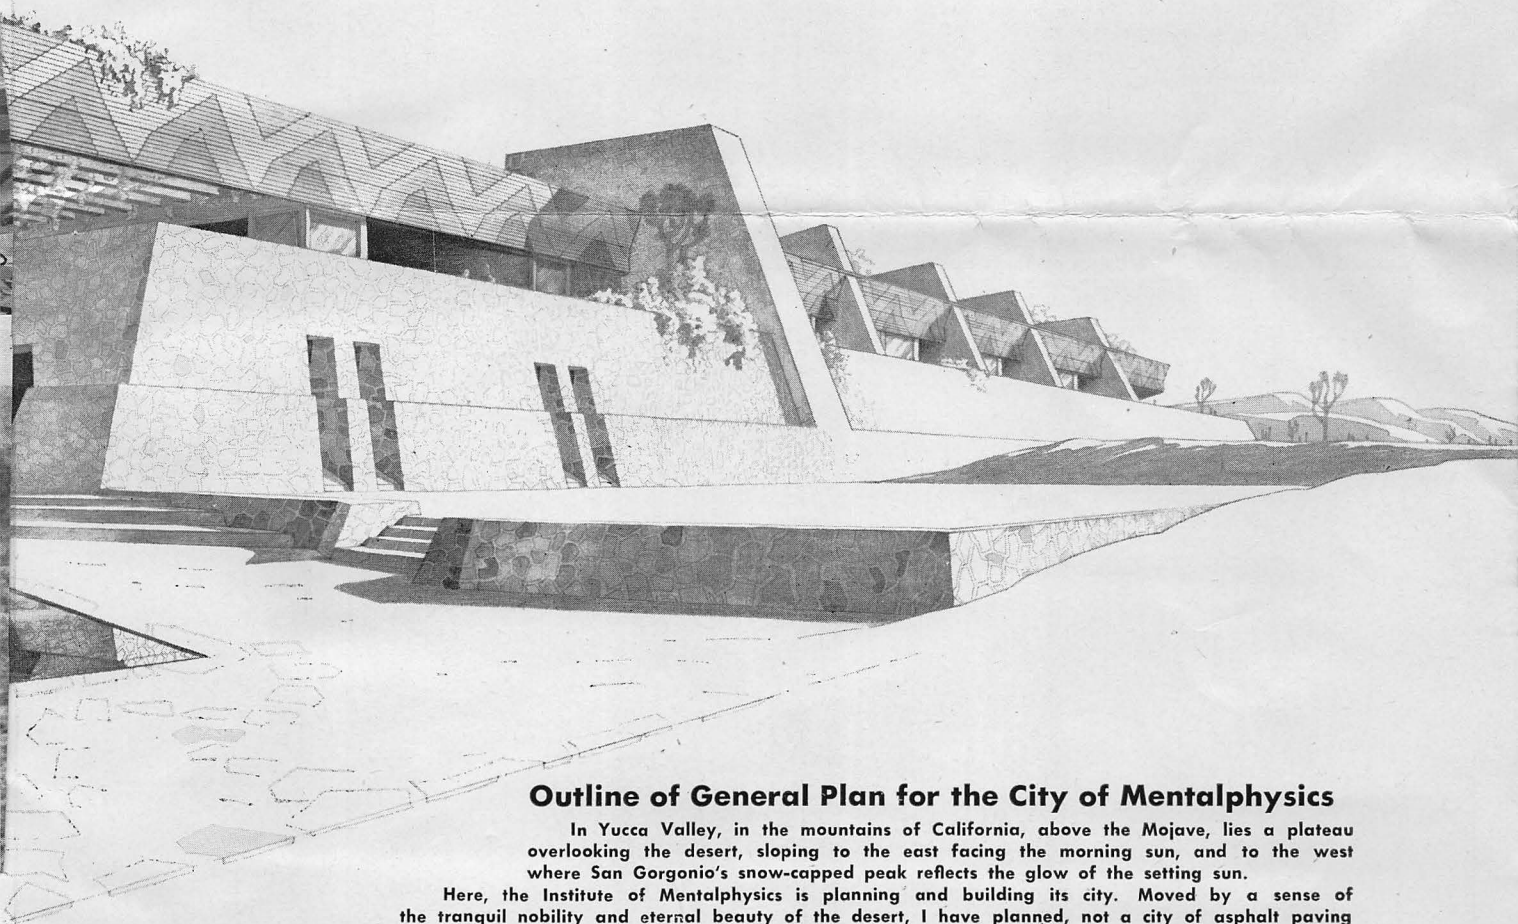 Outline of General Plan for the City of Mentalphysics
In Yucca Valley, in the mountains of California, above the Mojave, lies a plateau
overlooking the desert, sloping to the east facing the morning sun, and to the west
where San Gorgonio's snow-capped peak reflects the glow of the setting sun.
Here, the Institute of Mentalphysics is planning and building its city. Moved by a sense of
the tranquil nobility and eternal beauty of the desert, I have planned, not a city of asphalt paving